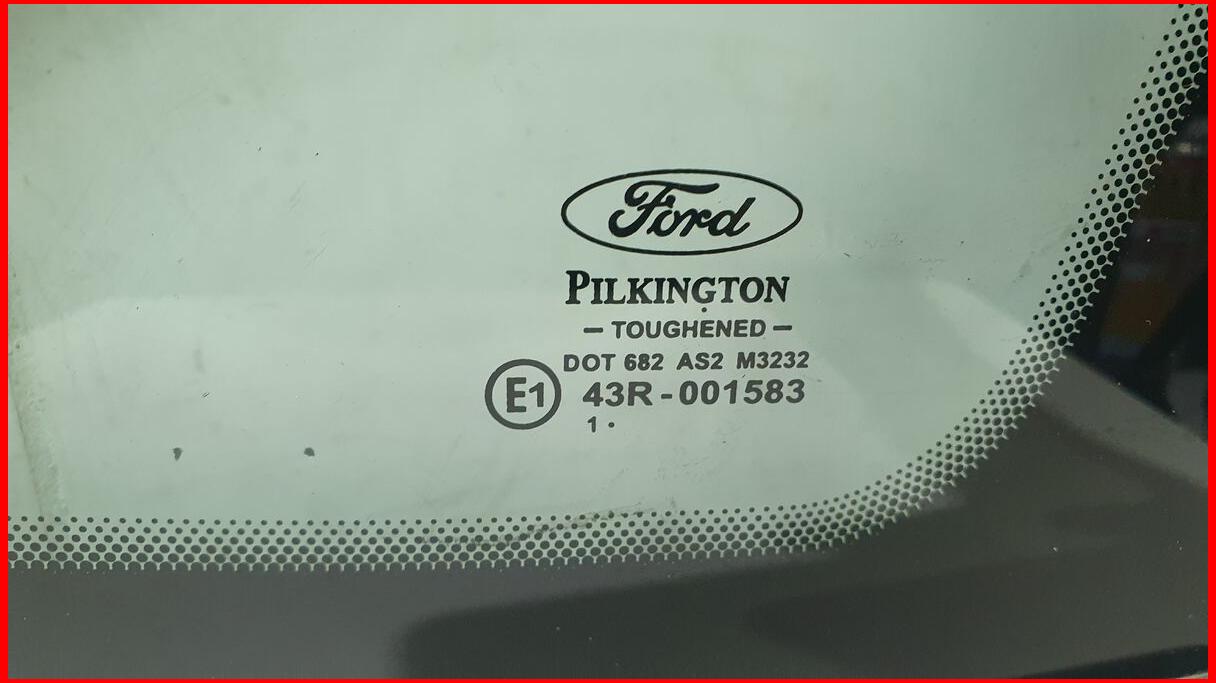 Ford
PILKINGTON
– TOUGHENED –
DOT 682 AS2 M3232
E1 43R-001583
1 •